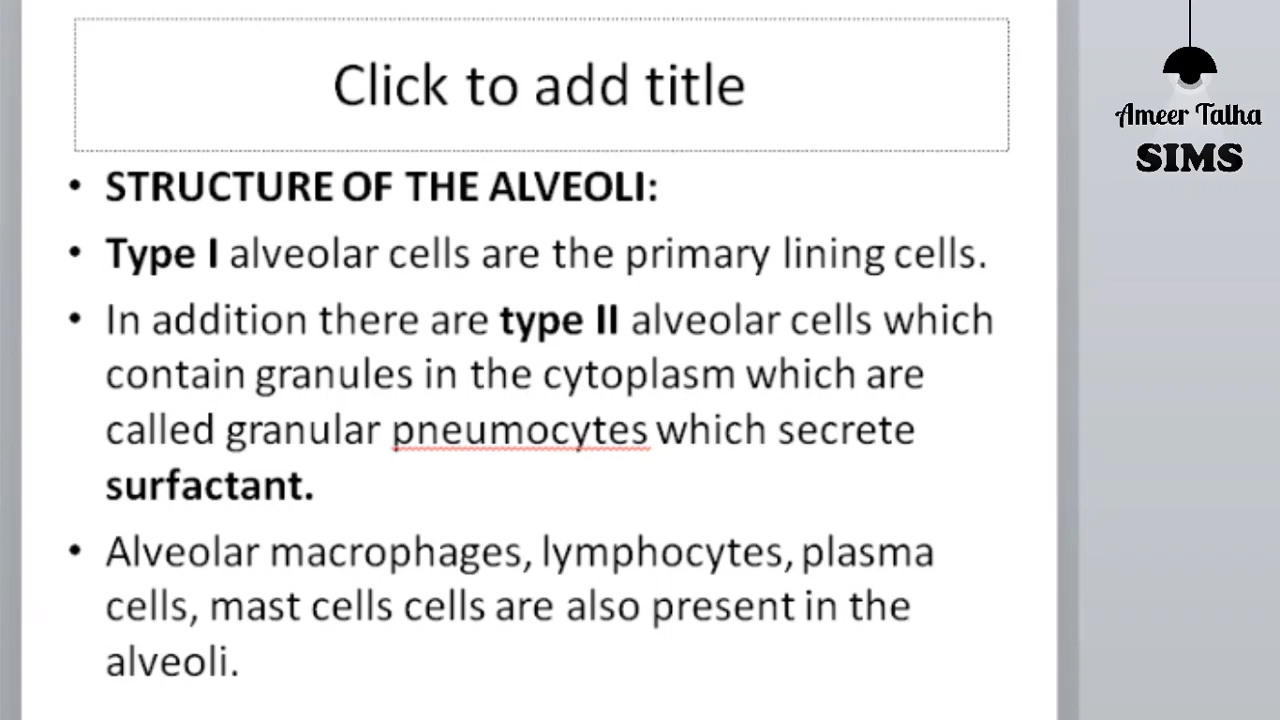 Click to add title
Ameer Talha
SIMS
• STRUCTURE OF THE ALVEOLI:
• Type I alveolar cells are the primary lining cells.
• In addition there are type II alveolar cells which
contain granules in the cytoplasm which are
called granular pneumocytes which secrete
surfactant.
• Alveolar macrophages, lymphocytes, plasma
cells, mast cells cells are also present in the
alveoli.